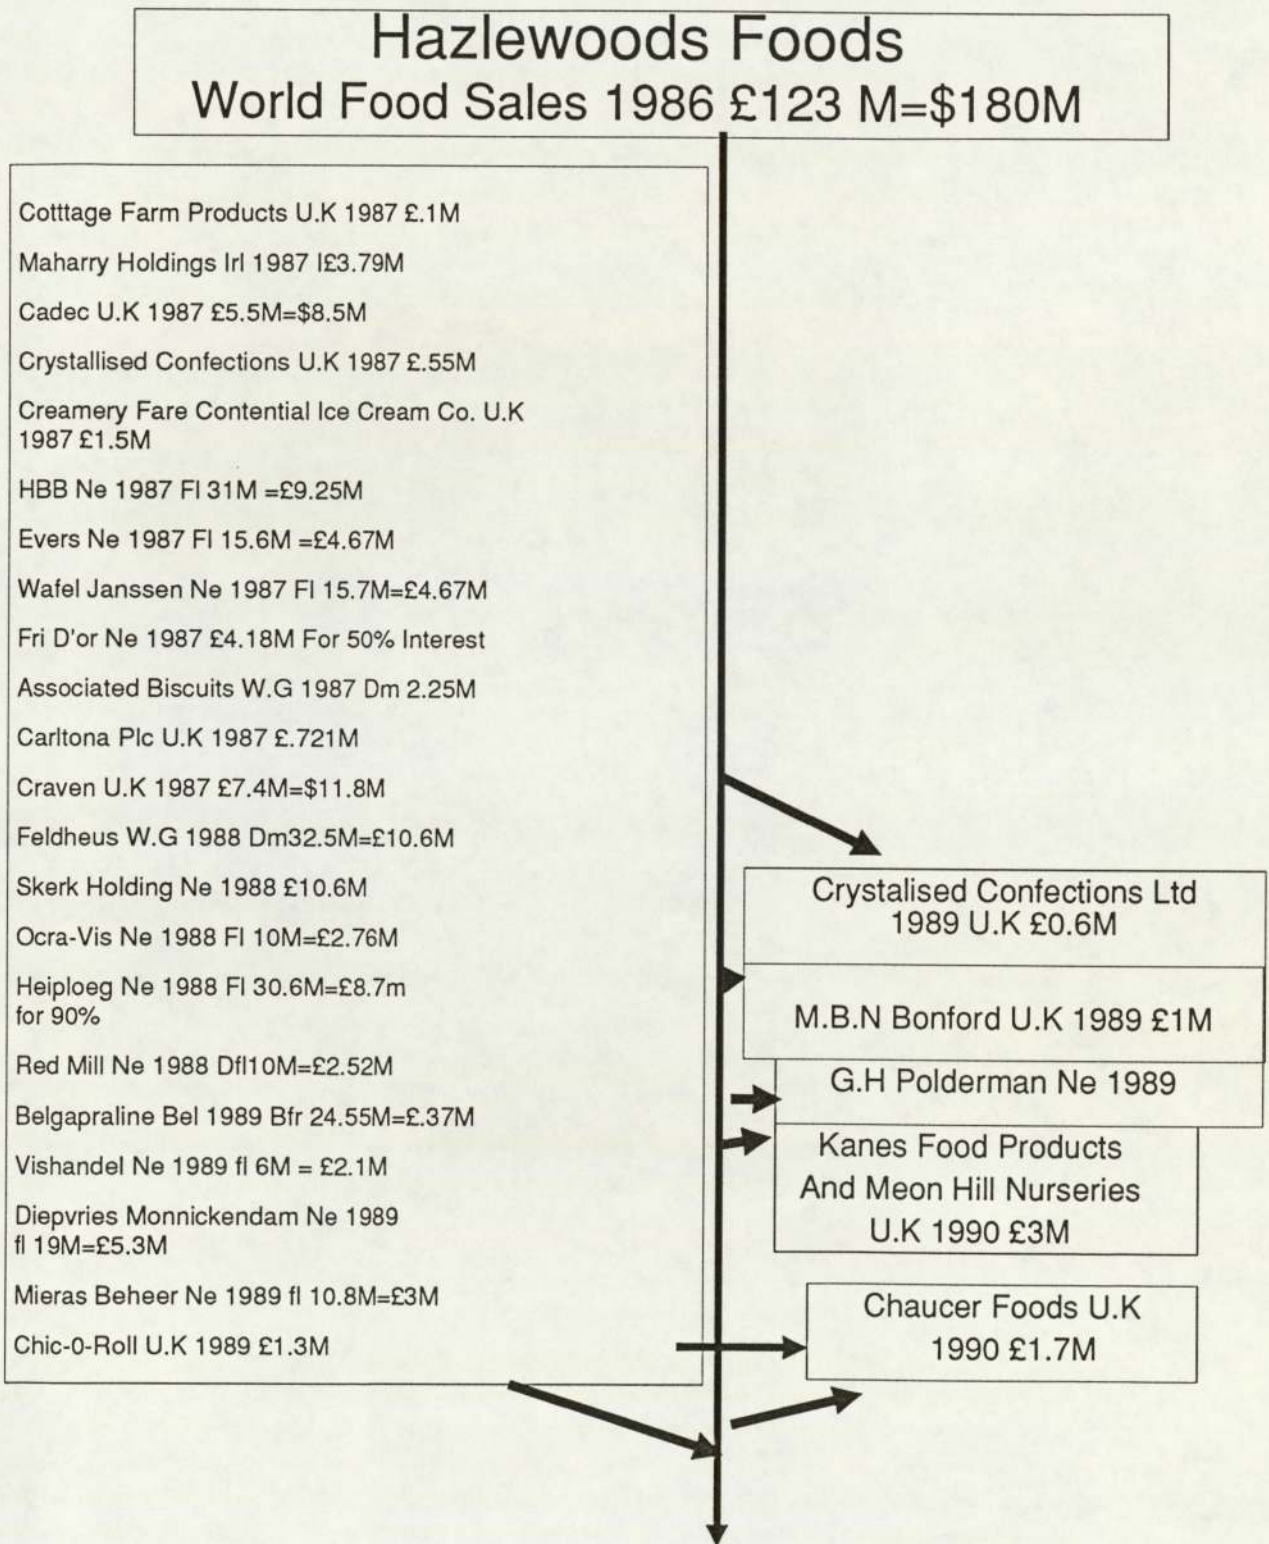 Hazlewoods Foods
World Food Sales 1986 £123 M=$180M
Cotttage Farm Products U.K 1987 £.1M
Maharry Holdings Irl 1987 I£3.79M
Cadec U.K 1987 £5.5M=$8.5M
Crystallised Confections U.K 1987 £.55M
Creamery Fare Contential Ice Cream Co. U.K
1987 £1.5M
HBB Ne 1987 Fl 31M =£9.25M
Evers Ne 1987 Fl 15.6M =£4.67M
Wafel Janssen Ne 1987 Fl 15.7M=£4.67M
Fri D'or Ne 1987 £4.18M For 50% Interest
Associated Biscuits W.G 1987 Dm 2.25M
Carltona Plc U.K 1987 £.721M
Craven U.K 1987 £7.4M=$11.8M
Feldheus W.G 1988 Dm32.5M=£10.6M
Skerk Holding Ne 1988 £10.6M
Ocra-Vis Ne 1988 Fl 10M=£2.76M
Heiploeg Ne 1988 Fl 30.6M=£8.7m
for 90%
Red Mill Ne 1988 Dfl10M=£2.52M
Belgapraline Bel 1989 Bfr 24.55M=£.37M
Vishandel Ne 1989 fl 6M = £2.1M
Diepvries Monnickendam Ne 1989
fl 19M=£5.3M
Mieras Beheer Ne 1989 fl 10.8M=£3M
Chic-0-Roll U.K 1989 £1.3M
Crystalised Confections Ltd
1989 U.K £0.6M
M.B.N Bonford U.K 1989 £1M
G.H Polderman Ne 1989
Kanes Food Products
And Meon Hill Nurseries
U.K 1990 £3M
Chaucer Foods U.K
1990 £1.7M